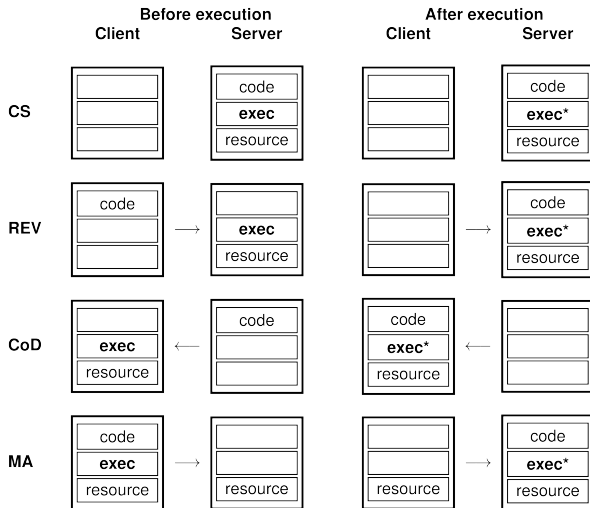 Before execution After execution
Client Server Client Server
code code
CS exec exec*
resource resource
code code
REV exec exec*
resource resource
code code
CoD exec exec*
resource resource
code code
MA exec exec*
resource resource resource resource